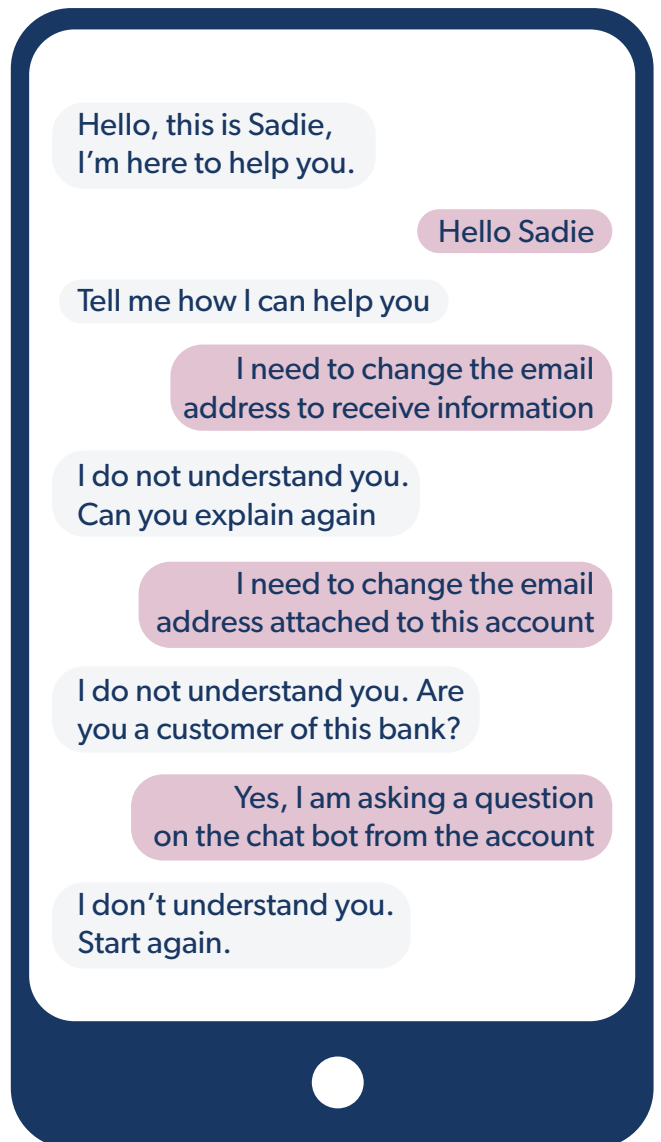 Hello, this is Sadie,
I’m here to help you.
Hello Sadie
Tell me how I can help you
I need to change the email
address to receive information
I do not understand you.
Can you explain again
I need to change the email
address attached to this account
I do not understand you. Are
you a customer of this bank?
Yes, I am asking a question
on the chat bot from the account
I don’t understand you.
Start again.